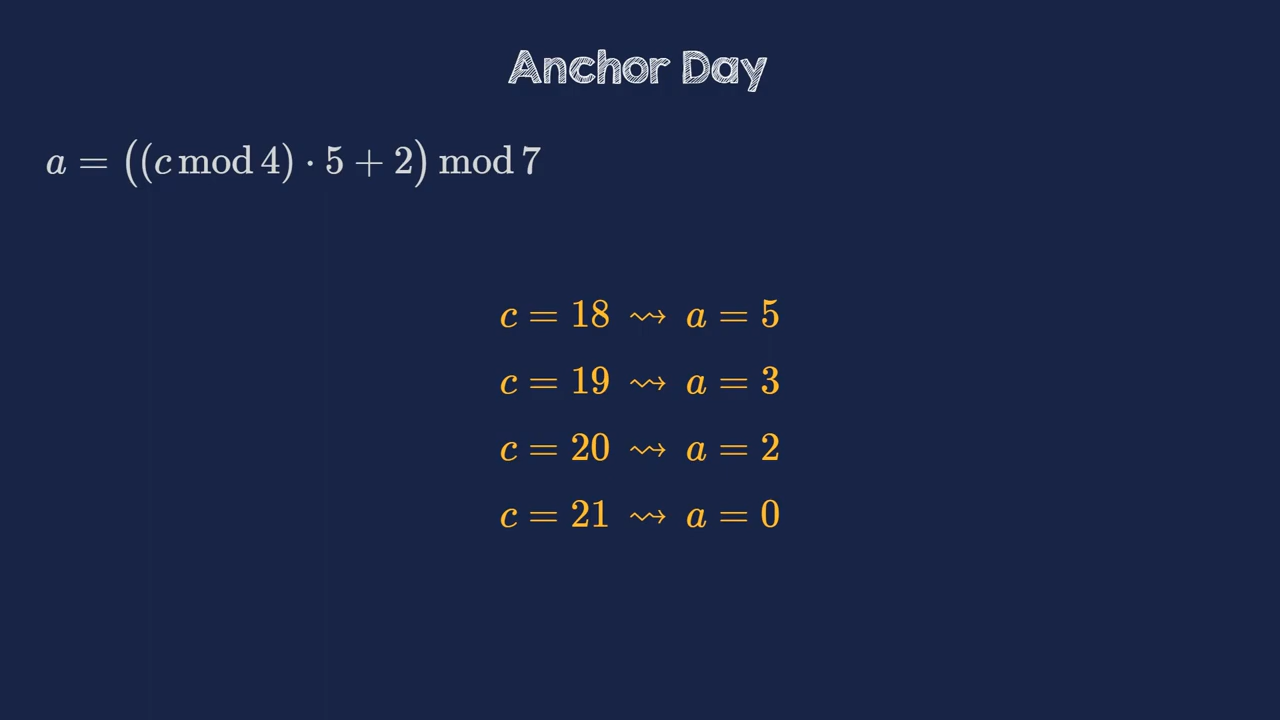 Anchor Day
a = ((c mod 4) · 5 + 2) mod 7
c = 18 ⇝ a = 5
c = 19 ⇝ a = 3
c = 20 ⇝ a = 2
c = 21 ⇝ a = 0